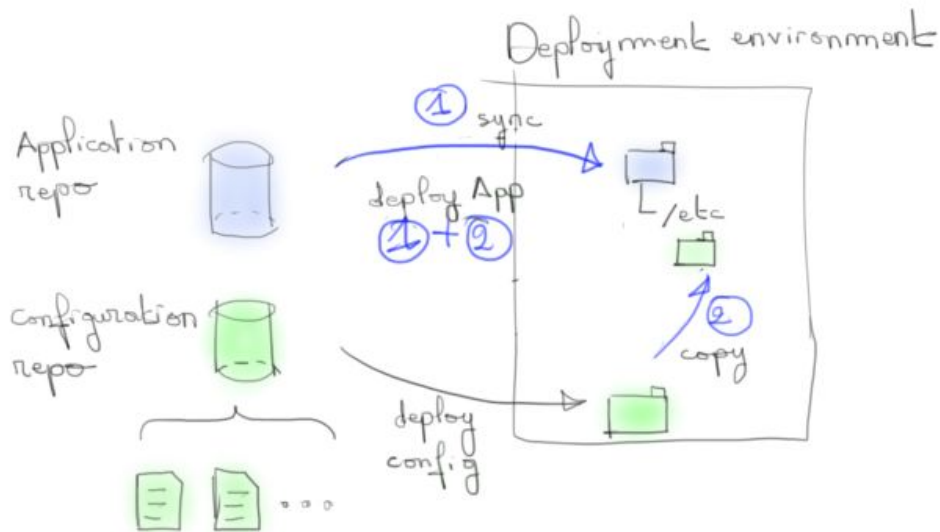 Deployment environment
①
sync
Application
repo
deploy App
① + ②
/etc
②
copy
configuration
repo
deploy
config
...